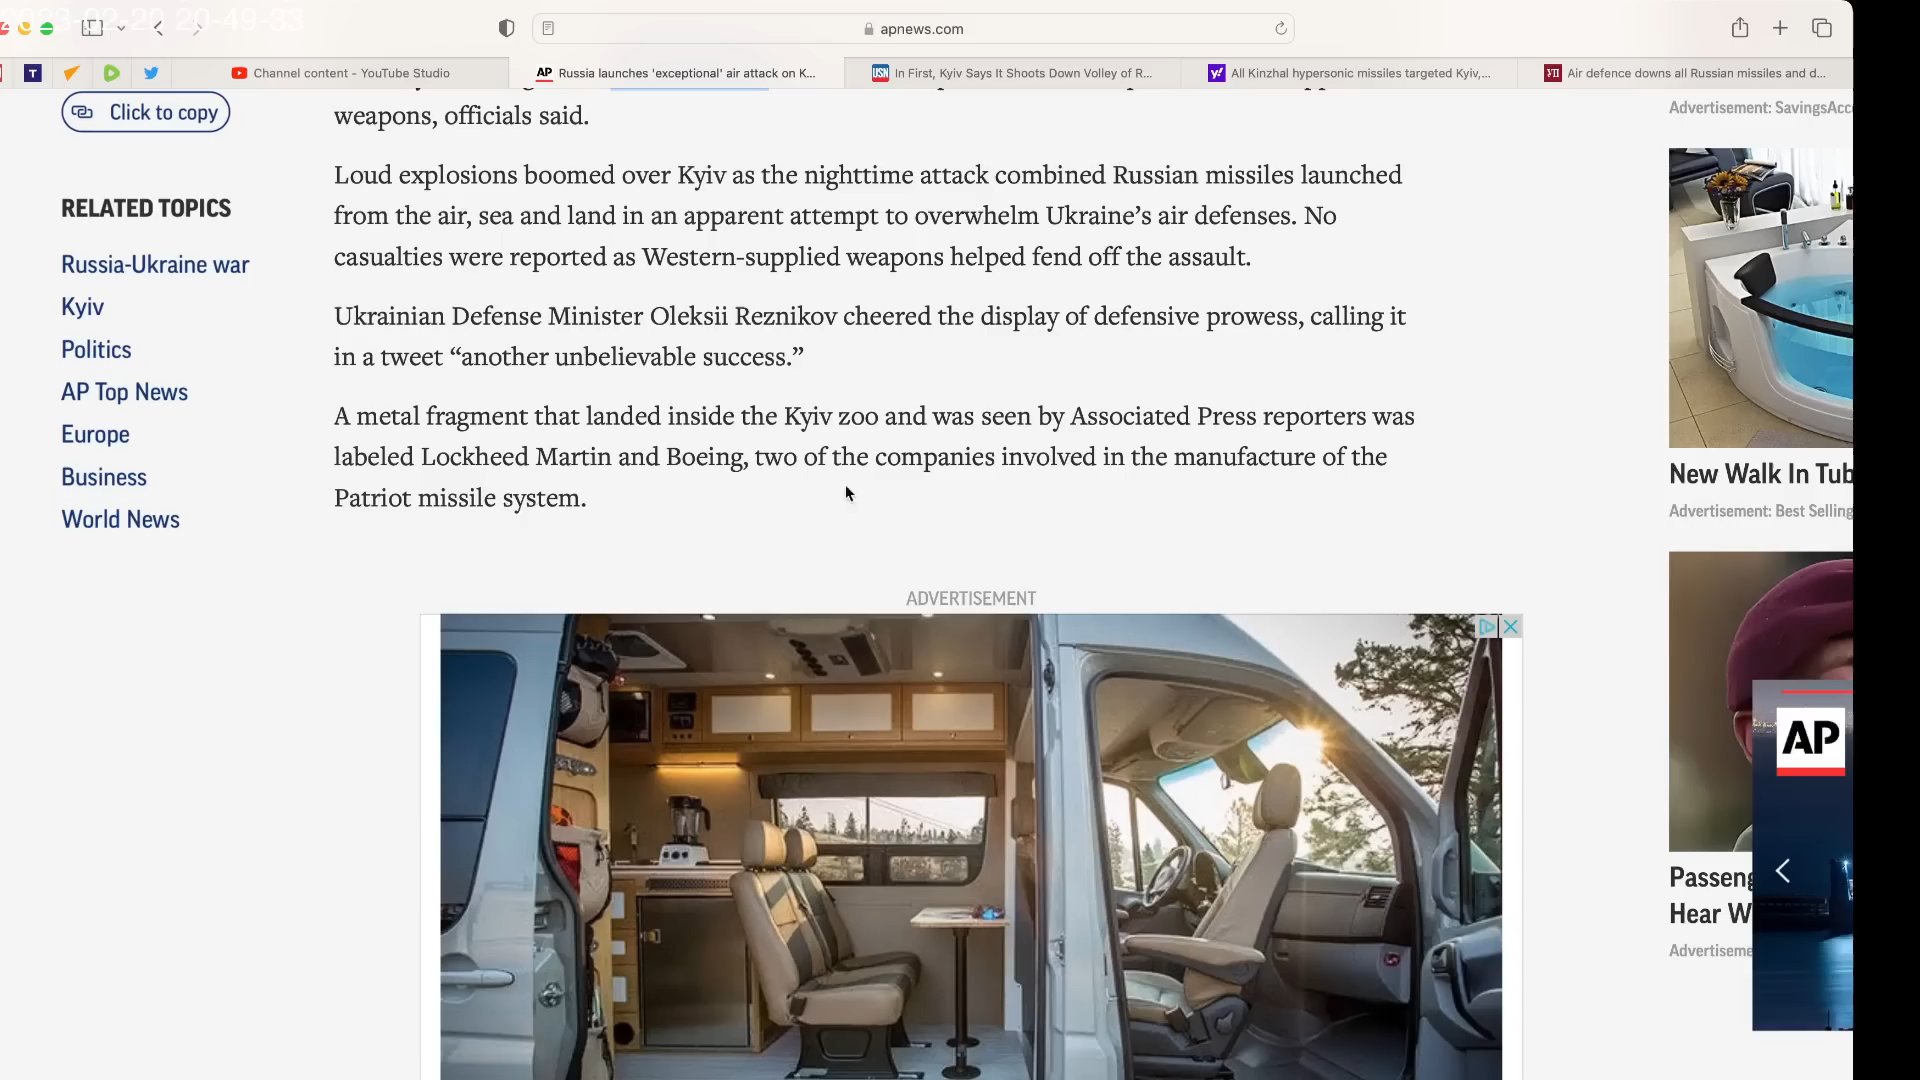 2023-02-20 20-49-33
apnews.com
T
Channel content - YouTube Studio
AP Russia launches 'exceptional' air attack on K...
USN In First, Kyiv Says It Shoots Down Volley of R...
y! All Kinzhal hypersonic missiles targeted Kyiv,...
Air defence downs all Russian missiles and d...
Click to copy
RELATED TOPICS
Russia-Ukraine war
Kyiv
Politics
AP Top News
Europe
Business
World News
weapons, officials said.
Loud explosions boomed over Kyiv as the nighttime attack combined Russian missiles launched
from the air, sea and land in an apparent attempt to overwhelm Ukraine’s air defenses. No
casualties were reported as Western-supplied weapons helped fend off the assault.
Ukrainian Defense Minister Oleksii Reznikov cheered the display of defensive prowess, calling it
in a tweet “another unbelievable success.”
A metal fragment that landed inside the Kyiv zoo and was seen by Associated Press reporters was
labeled Lockheed Martin and Boeing, two of the companies involved in the manufacture of the
Patriot missile system.
ADVERTISEMENT
Advertisement: SavingsAcc
New Walk In Tub
Advertisement: Best Selling
Passeng
Hear W
Advertiseme
AP